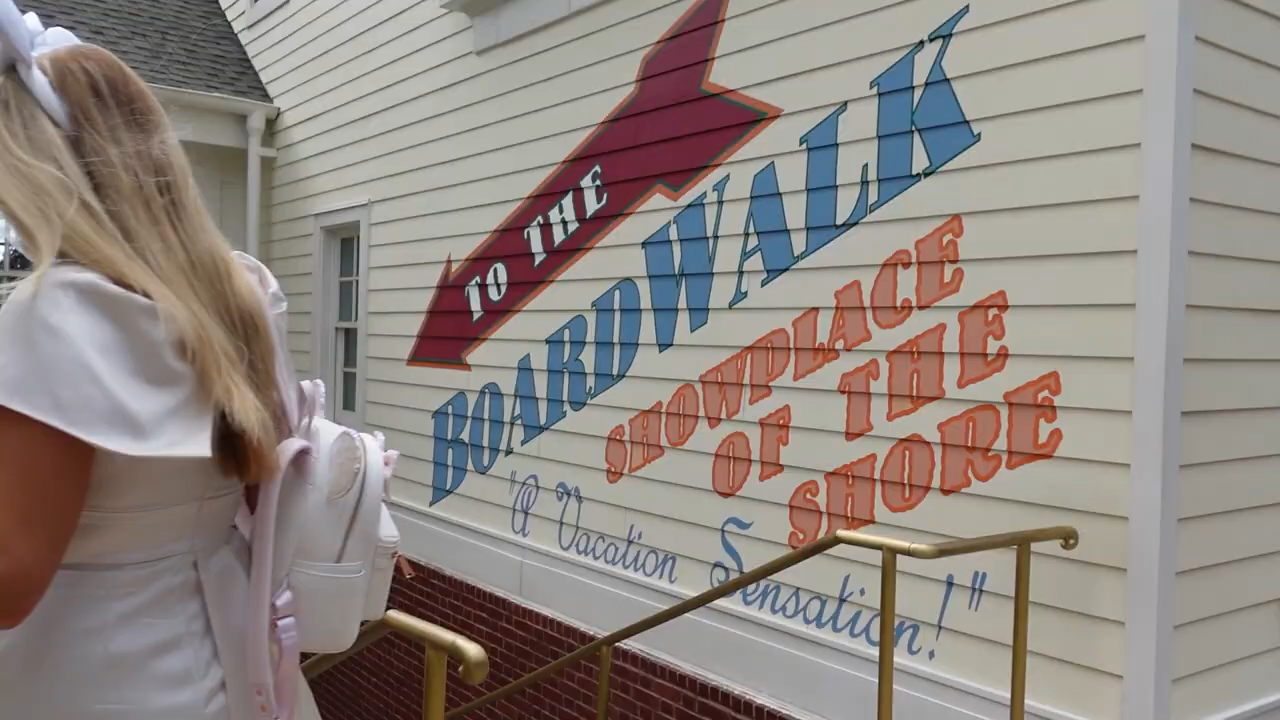 TO THE
BOARDWALK
SHOWPLACE
OF THE
SHORE
"A Vacation Sensation!"